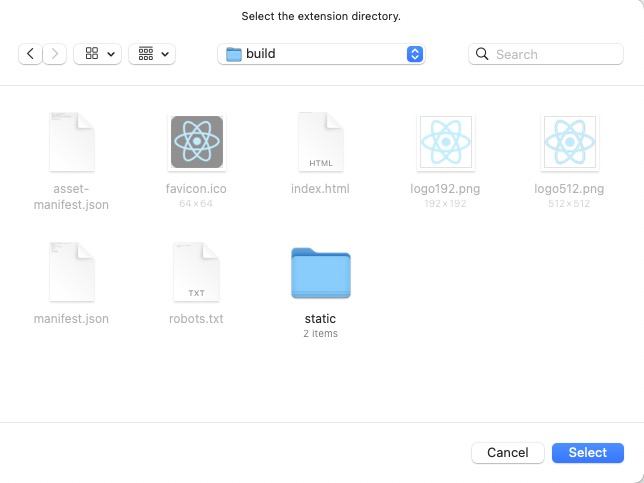 Select the extension directory.
build
Search
HTML
asset-
manifest.json
favicon.ico
64×64
index.html
logo192.png
192×192
logo512.png
512×512
TXT
manifest.json
robots.txt
static
2 items
Cancel
Select